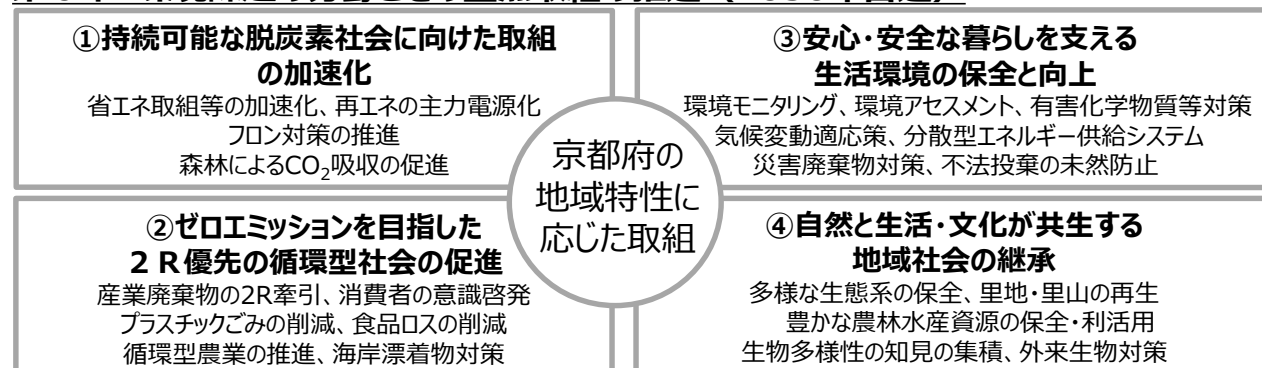 ①持続可能な脱炭素社会に向けた取組
の加速化
省エネ取組等の加速化、再エネの主力電源化
フロン対策の推進
森林によるCO2吸収の促進
②ゼロエミッションを目指した
２Ｒ優先の循環型社会の促進
産業廃棄物の2R牽引、消費者の意識啓発
プラスチックごみの削減、食品ロスの削減
循環型農業の推進、海岸漂着物対策
京都府の
地域特性に
応じた取組
③安心・安全な暮らしを支える
生活環境の保全と向上
環境モニタリング、環境アセスメント、有害化学物質等対策
気候変動適応策、分散型エネルギー供給システム
災害廃棄物対策、不法投棄の未然防止
④自然と生活・文化が共生する
地域社会の継承
多様な生態系の保全、里地・里山の再生
豊かな農林水産資源の保全・利活用
生物多様性の知見の集積、外来生物対策